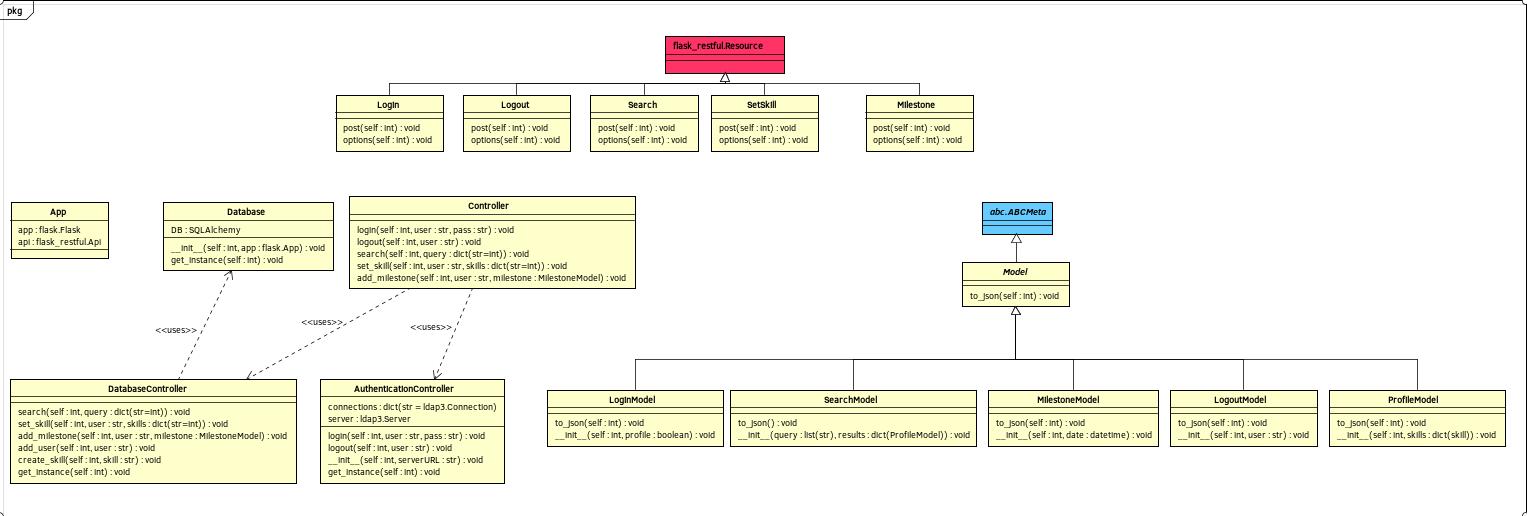 pkg
flask_restful.Resource
Login
post(self : int) : void
options(self : int) : void
Logout
post(self : int) : void
options(self : int) : void
Search
post(self : int) : void
options(self : int) : void
SetSkill
post(self : int) : void
options(self : int) : void
Milestone
post(self : int) : void
options(self : int) : void
App
app : flask.Flask
api : flask_restful.Api
Database
DB : SQLAlchemy
__init__(self : int, app : flask.App) : void
get_instance(self : int) : void
Controller
login(self : int, user : str, pass : str) : void
logout(self : int, user : str) : void
search(self : int, query : dict(str=int)) : void
set_skill(self : int, user : str, skills : dict(str=int)) : void
add_milestone(self : int, user : str, milestone : MilestoneModel) : void
abc.ABCMeta
Model
to_json(self : int) : void
<<uses>>
<<uses>>
<<uses>>
DatabaseController
search(self : int, query : dict(str=int)) : void
set_skill(self : int, user : str, skills : dict(str=int)) : void
add_milestone(self : int, user : str, milestone : MilestoneModel) : void
add_user(self : int, user : str) : void
create_skill(self : int, skill : str) : void
get_instance(self : int) : void
AuthenticationController
connections : dict(str = ldap3.Connection)
server : ldap3.Server
login(self : int, user : str, pass : str) : void
logout(self : int, user : str) : void
__init__(self : int, serverURL : str) : void
get_instance(self : int) : void
LoginModel
to_json(self : int) : void
__init__(self : int, profile : boolean) : void
SearchModel
to_json() : void
__init__(query : list(str), results : dict(ProfileModel)) : void
MilestoneModel
to_json(self : int) : void
__init__(self : int, date : datetime) : void
LogoutModel
to_json(self : int) : void
__init__(self : int, user : str) : void
ProfileModel
to_json(self : int) : void
__init__(self : int, skills : dict(skill)) : void